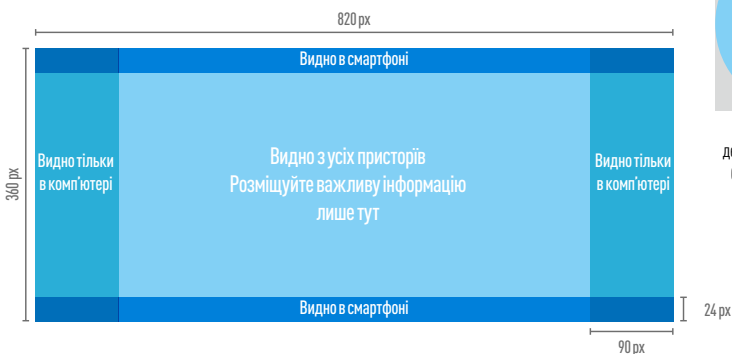 820 px
Видно в смартфоні
360 px
Видно тільки
в комп'ютері
Видно з усіх присторїв
Розміщуйте важливу інформацію
лише тут
Видно тільки
в комп'ютері
Видно в смартфоні
24 px
90 px